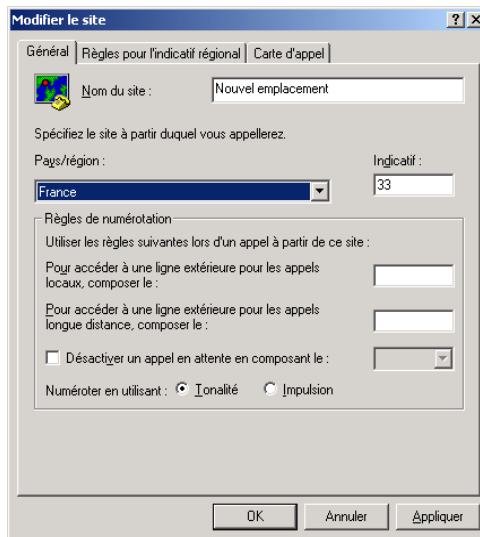 Modifier le site
Général Règles pour l'indicatif régional Carte d'appel
Nom du site : Nouvel emplacement
Spécifiez le site à partir duquel vous appellerez.
Pays/région : Indicatif :
France 33
Règles de numérotation
Utiliser les règles suivantes lors d'un appel à partir de ce site :
Pour accéder à une ligne extérieure pour les appels
locaux, composer le :
Pour accéder à une ligne extérieure pour les appels
longue distance, composer le :
Désactiver un appel en attente en composant le :
Numéroter en utilisant : Tonalité Impulsion
OK Annuler Appliquer